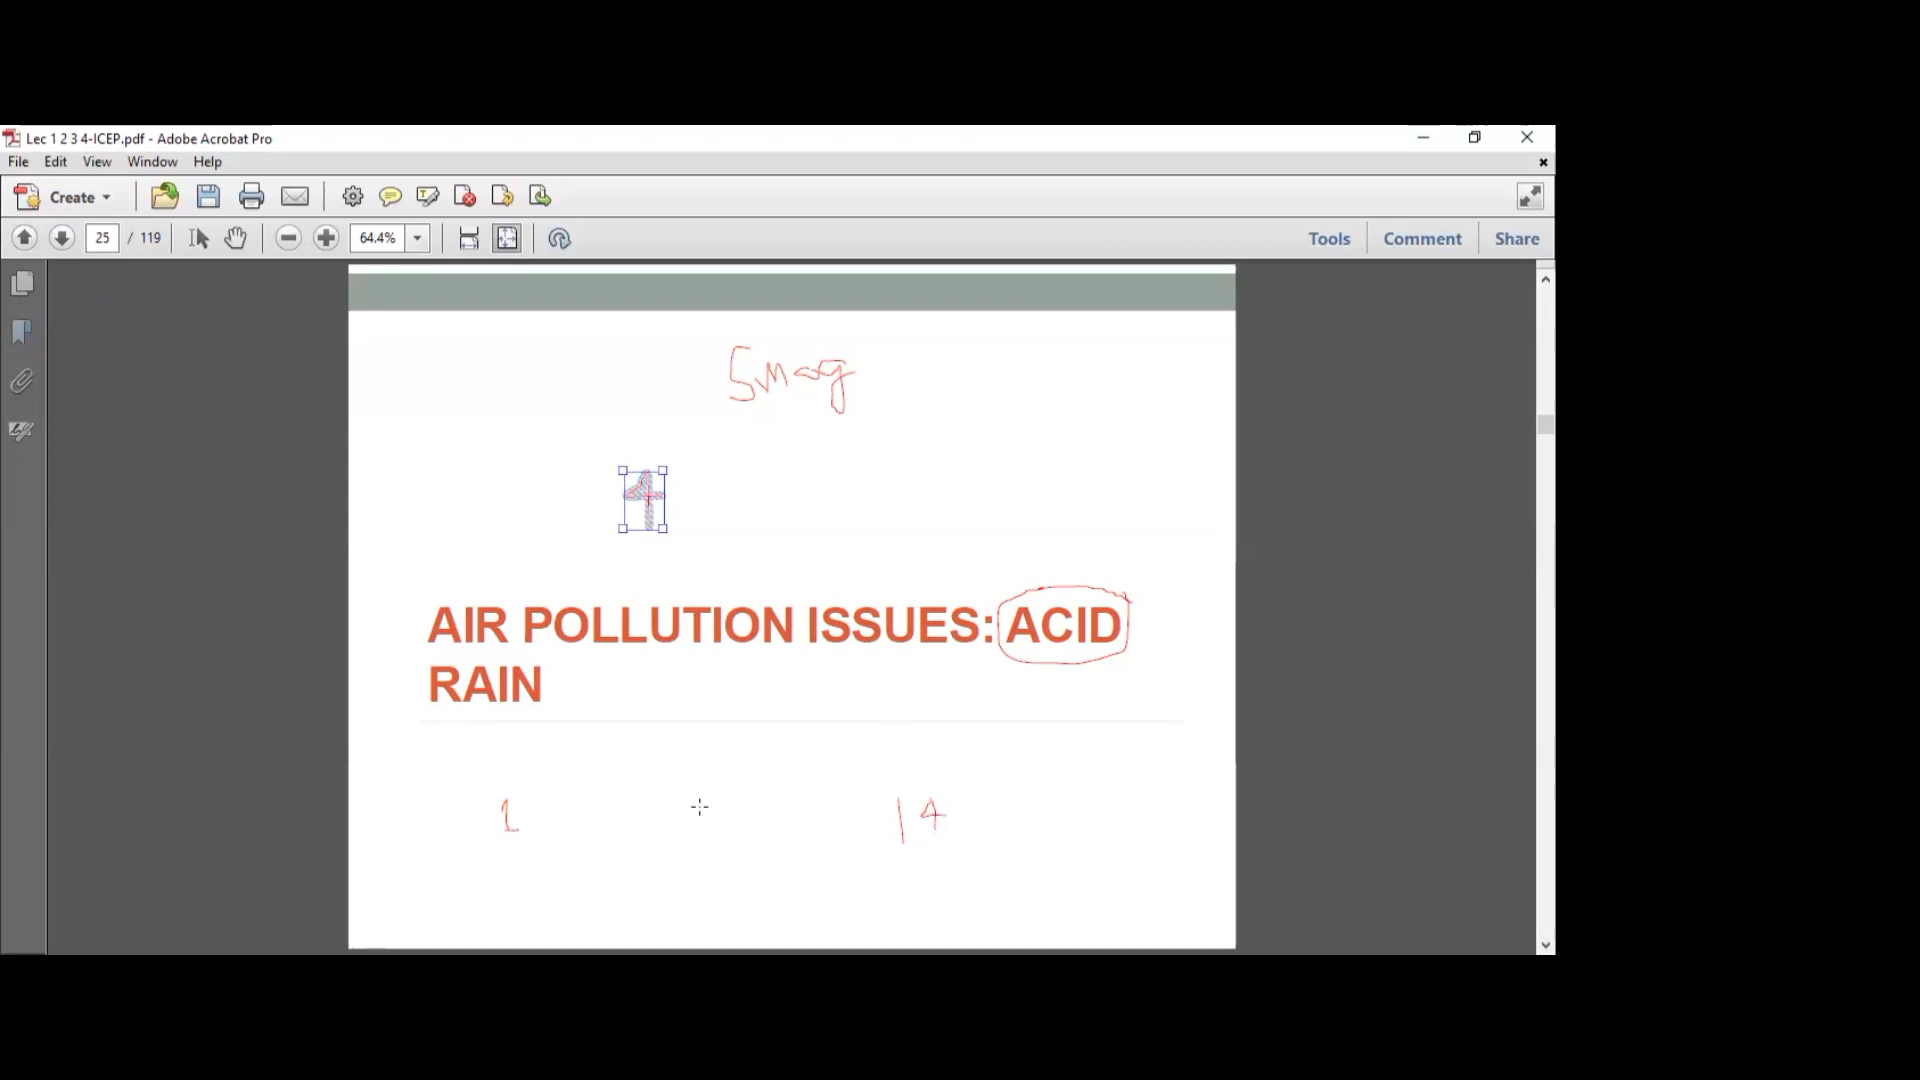 Lec 1 2 3 4-ICEP.pdf - Adobe Acrobat Pro
File Edit View Window Help
Create
25 / 119 64.4% Tools Comment Share
Smog
4
AIR POLLUTION ISSUES: ACID
RAIN
1 14